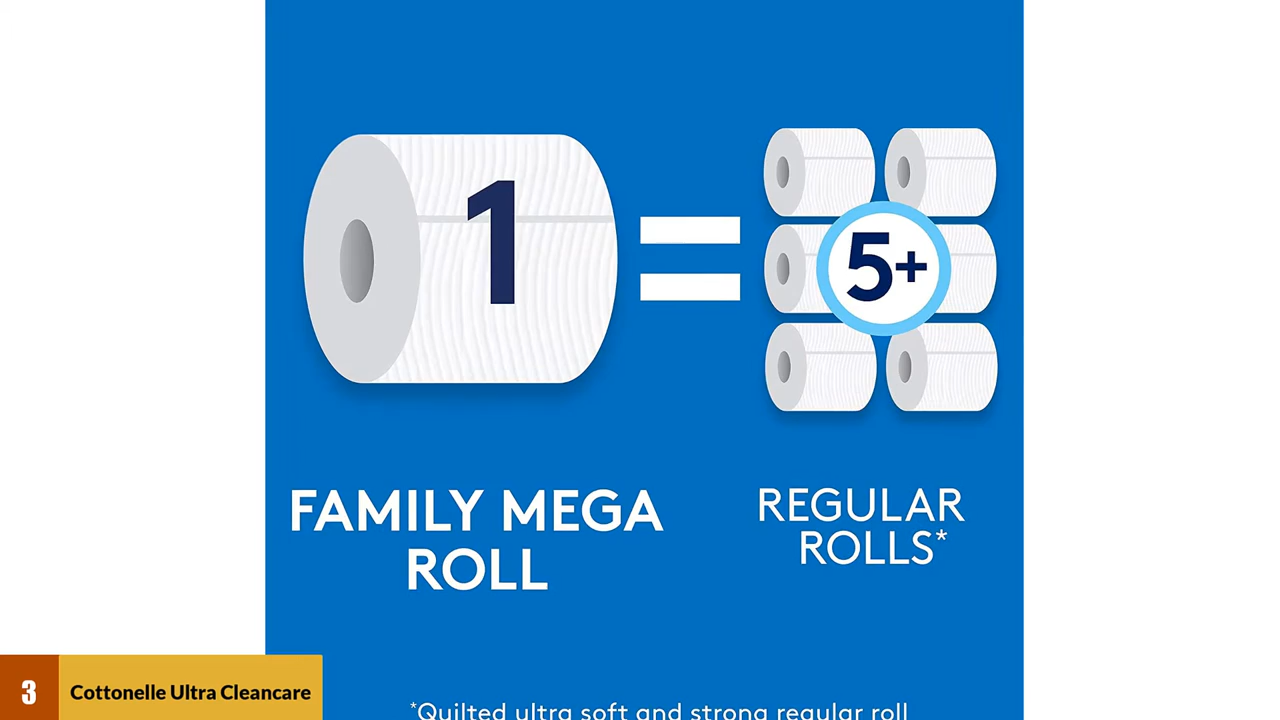 1
5+
FAMILY MEGA
ROLL
REGULAR
ROLLS*
3 Cottonelle Ultra Cleancare
*Quilted ultra soft and strong regular roll